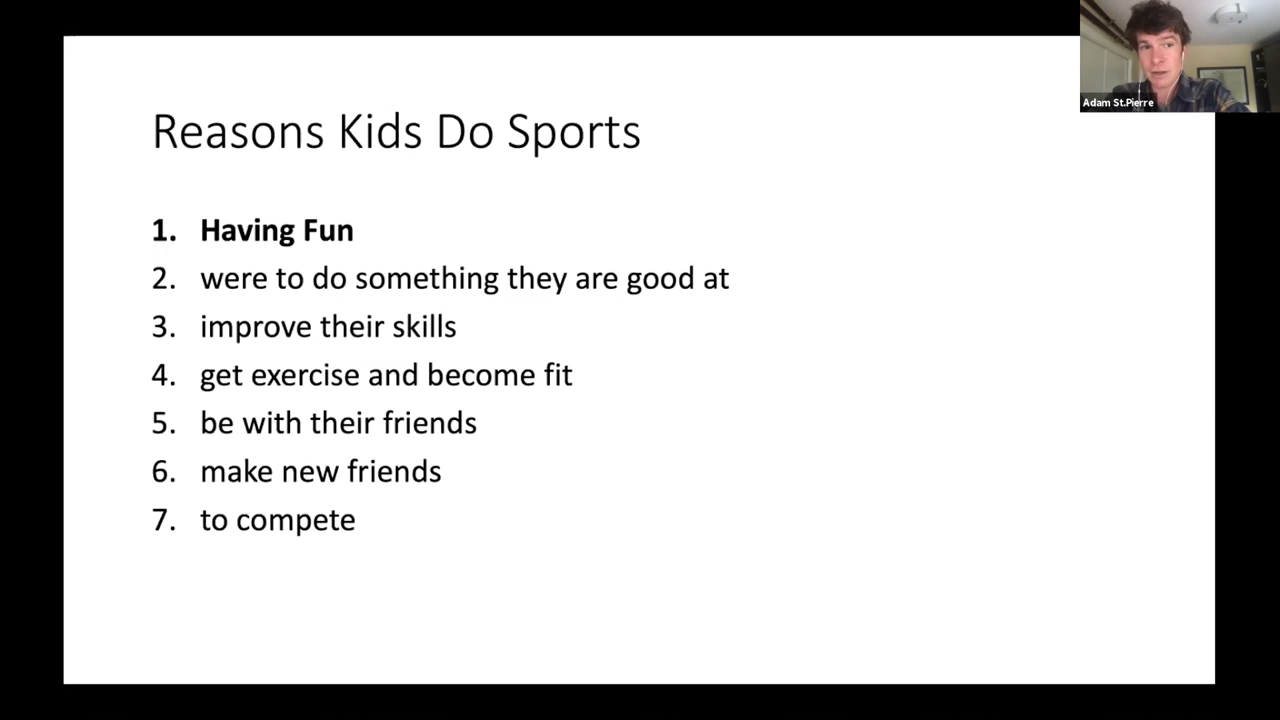 Reasons Kids Do Sports
1. Having Fun
2. were to do something they are good at
3. improve their skills
4. get exercise and become fit
5. be with their friends
6. make new friends
7. to compete
Adam St.Pierre